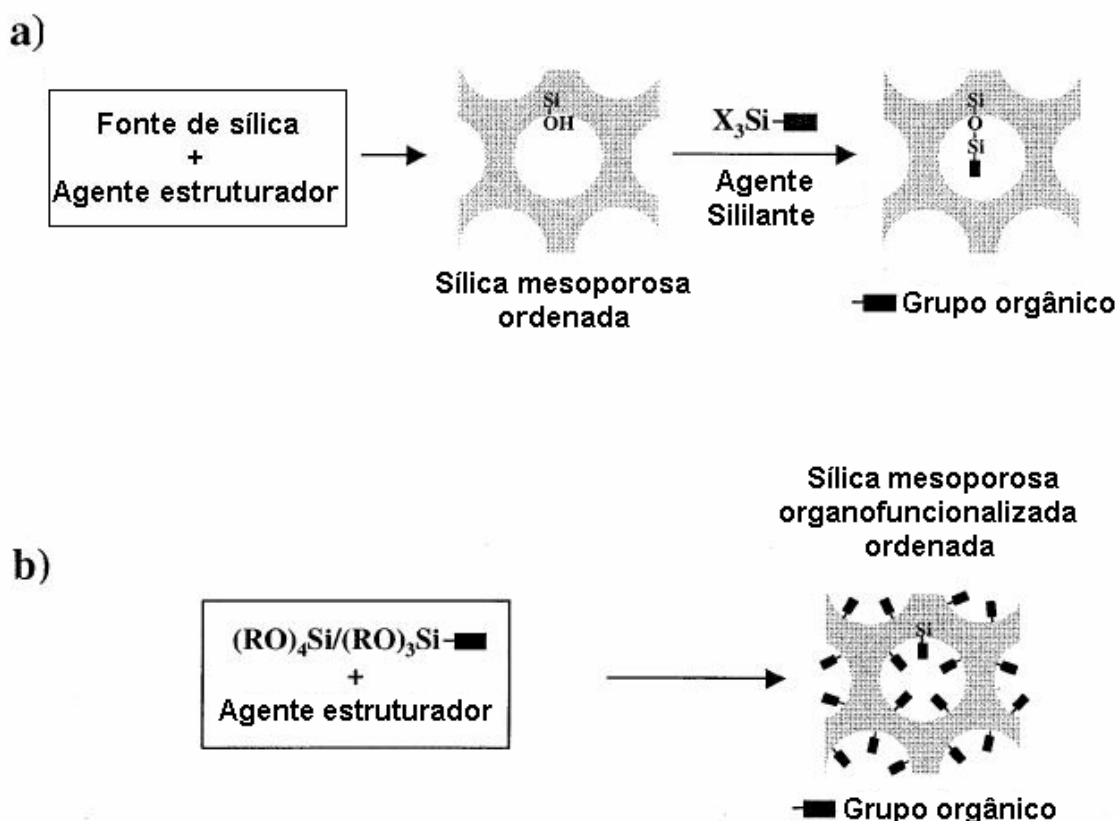 a)
Fonte de sílica
+
Agente estruturador
Si
OH
Sílica mesoporosa
ordenada
X₃Si
Agente
Sililante
Si
O
Si
Grupo orgânico
b)
(RO)₄Si/(RO)₃Si
+
Agente estruturador
Sílica mesoporosa
organofuncionalizada
ordenada
Si
Grupo orgânico